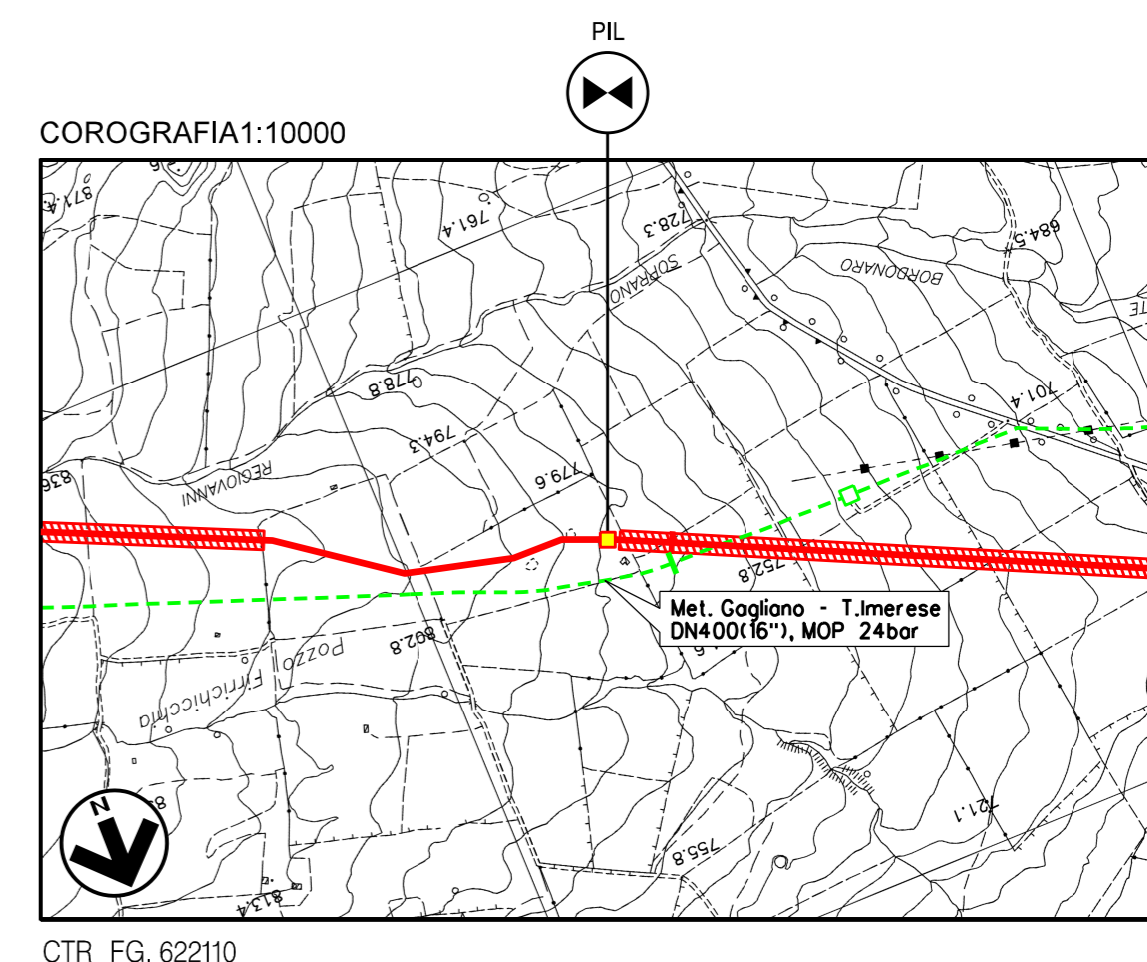 PIL
COROGRAFIA1:10000
871.4
761.4
728.3
SOPRANO
BORDONARO
684.5
778.8
794.3
701.4
836
REGIOVANNI
779.6
752.8
Met. Gagliano - T.Imerese
DN400(16"), MOP 24bar
802.8
Pozzo Firrichicchia
N
721.1
755.8
813.4
CTR FG. 622110